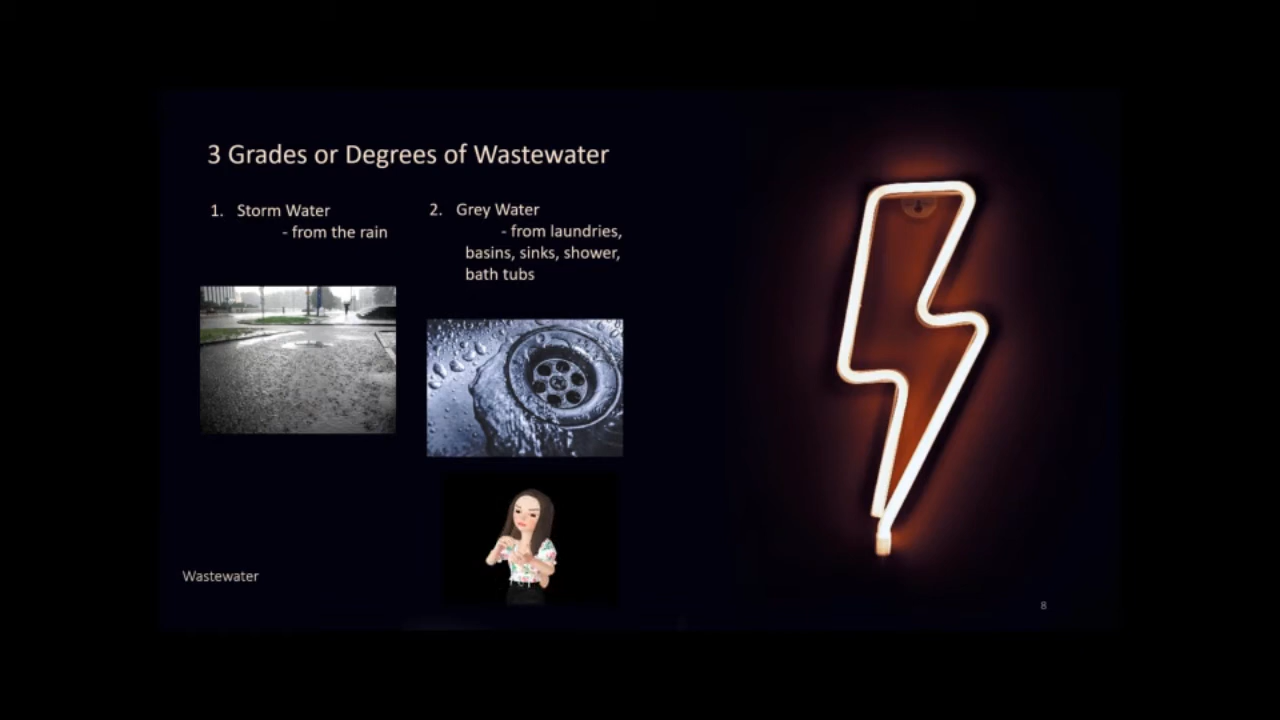 3 Grades or Degrees of Wastewater
1. Storm Water
- from the rain
2. Grey Water
- from laundries,
basins, sinks, shower,
bath tubs
Wastewater
8